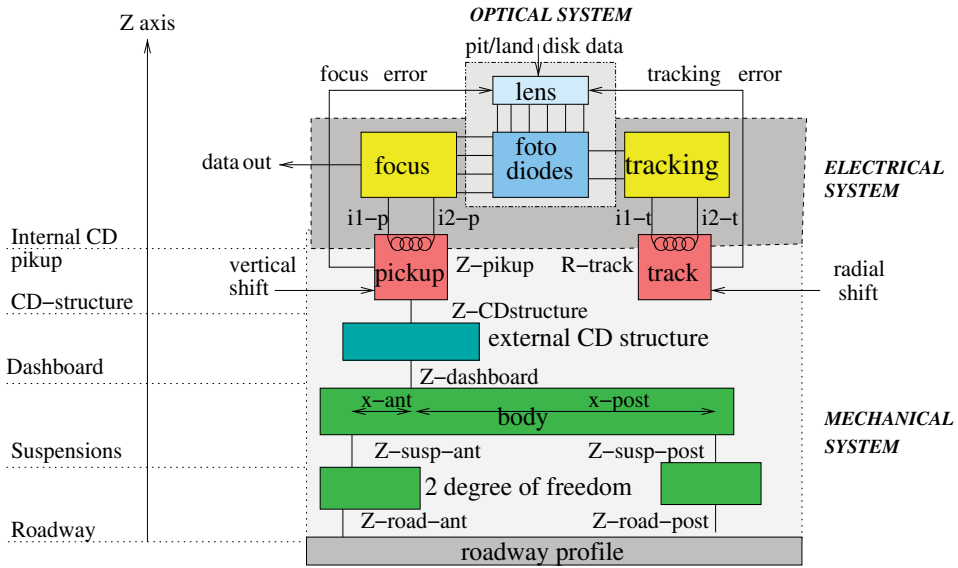 OPTICAL SYSTEM
Z axis
pit/land disk data
focus error
tracking error
lens
foto
diodes
focus
tracking
data out
ELECTRICAL
SYSTEM
i1-p
i2-p
i1-t
i2-t
Internal CD
pikup
vertical
shift
pickup
Z-pikup
R-track
track
radial
shift
CD-structure
Z-CDstructure
external CD structure
Dashboard
Z-dashboard
x-ant
x-post
body
MECHANICAL
SYSTEM
Suspensions
Z-susp-ant
Z-susp-post
2 degree of freedom
Roadway
Z-road-ant
Z-road-post
roadway profile